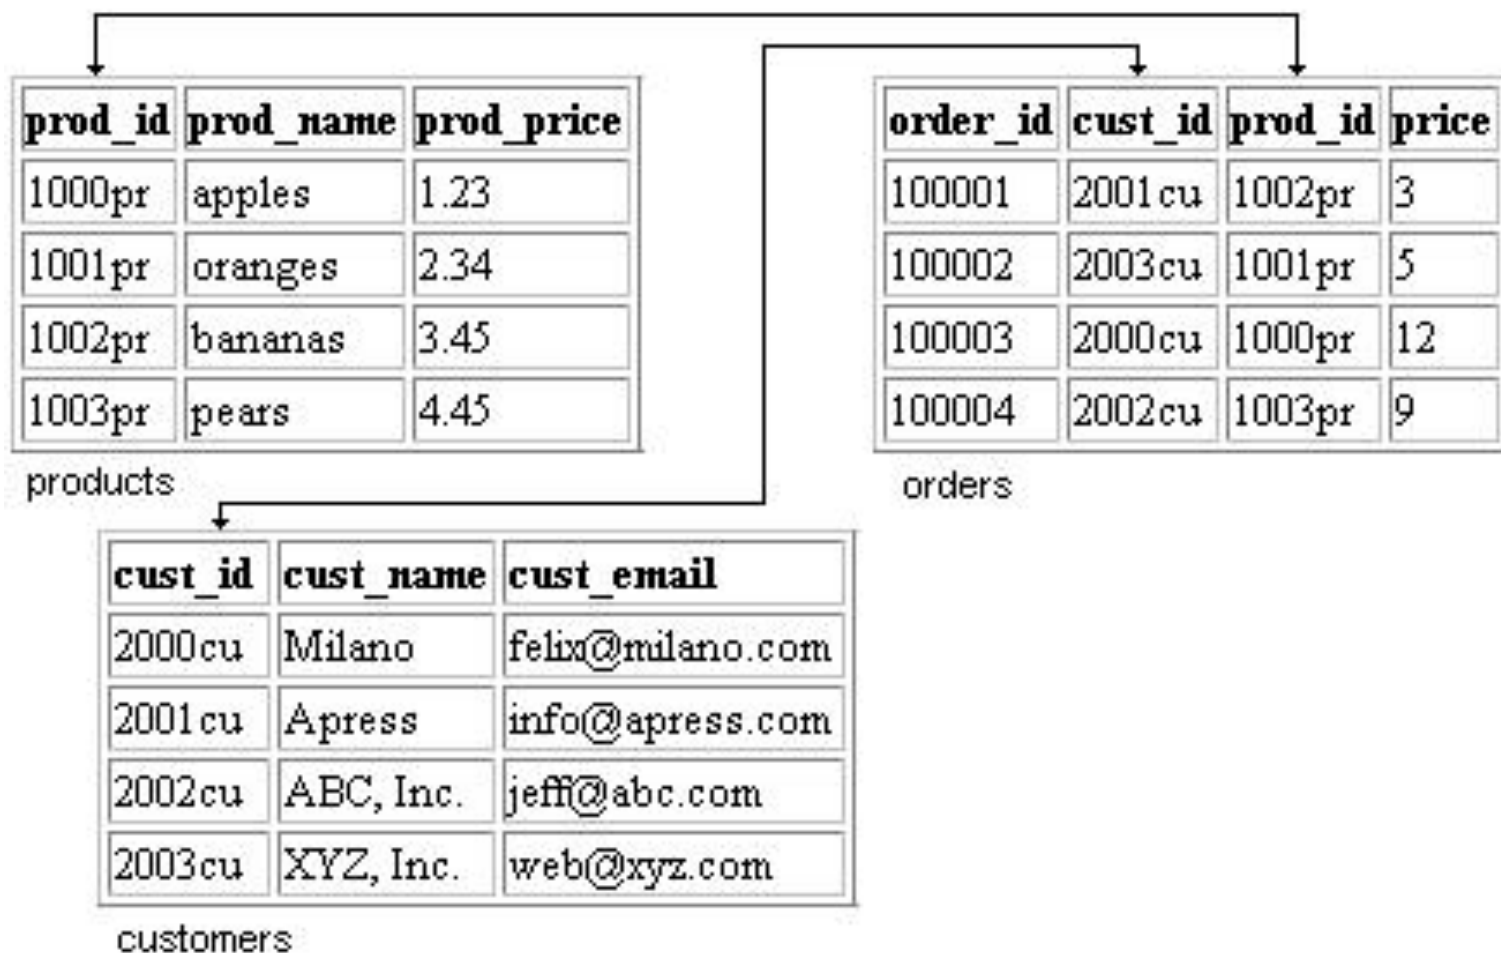 prod_id prod_name prod_price
1000pr apples 1.23
1001pr oranges 2.34
1002pr bananas 3.45
1003pr pears 4.45
products
order_id cust_id prod_id price
100001 2001cu 1002pr 3
100002 2003cu 1001pr 5
100003 2000cu 1000pr 12
100004 2002cu 1003pr 9
orders
cust_id cust_name cust_email
2000cu Milano felix@milano.com
2001cu Apress info@apress.com
2002cu ABC, Inc. jeff@abc.com
2003cu XYZ, Inc. web@xyz.com
customers